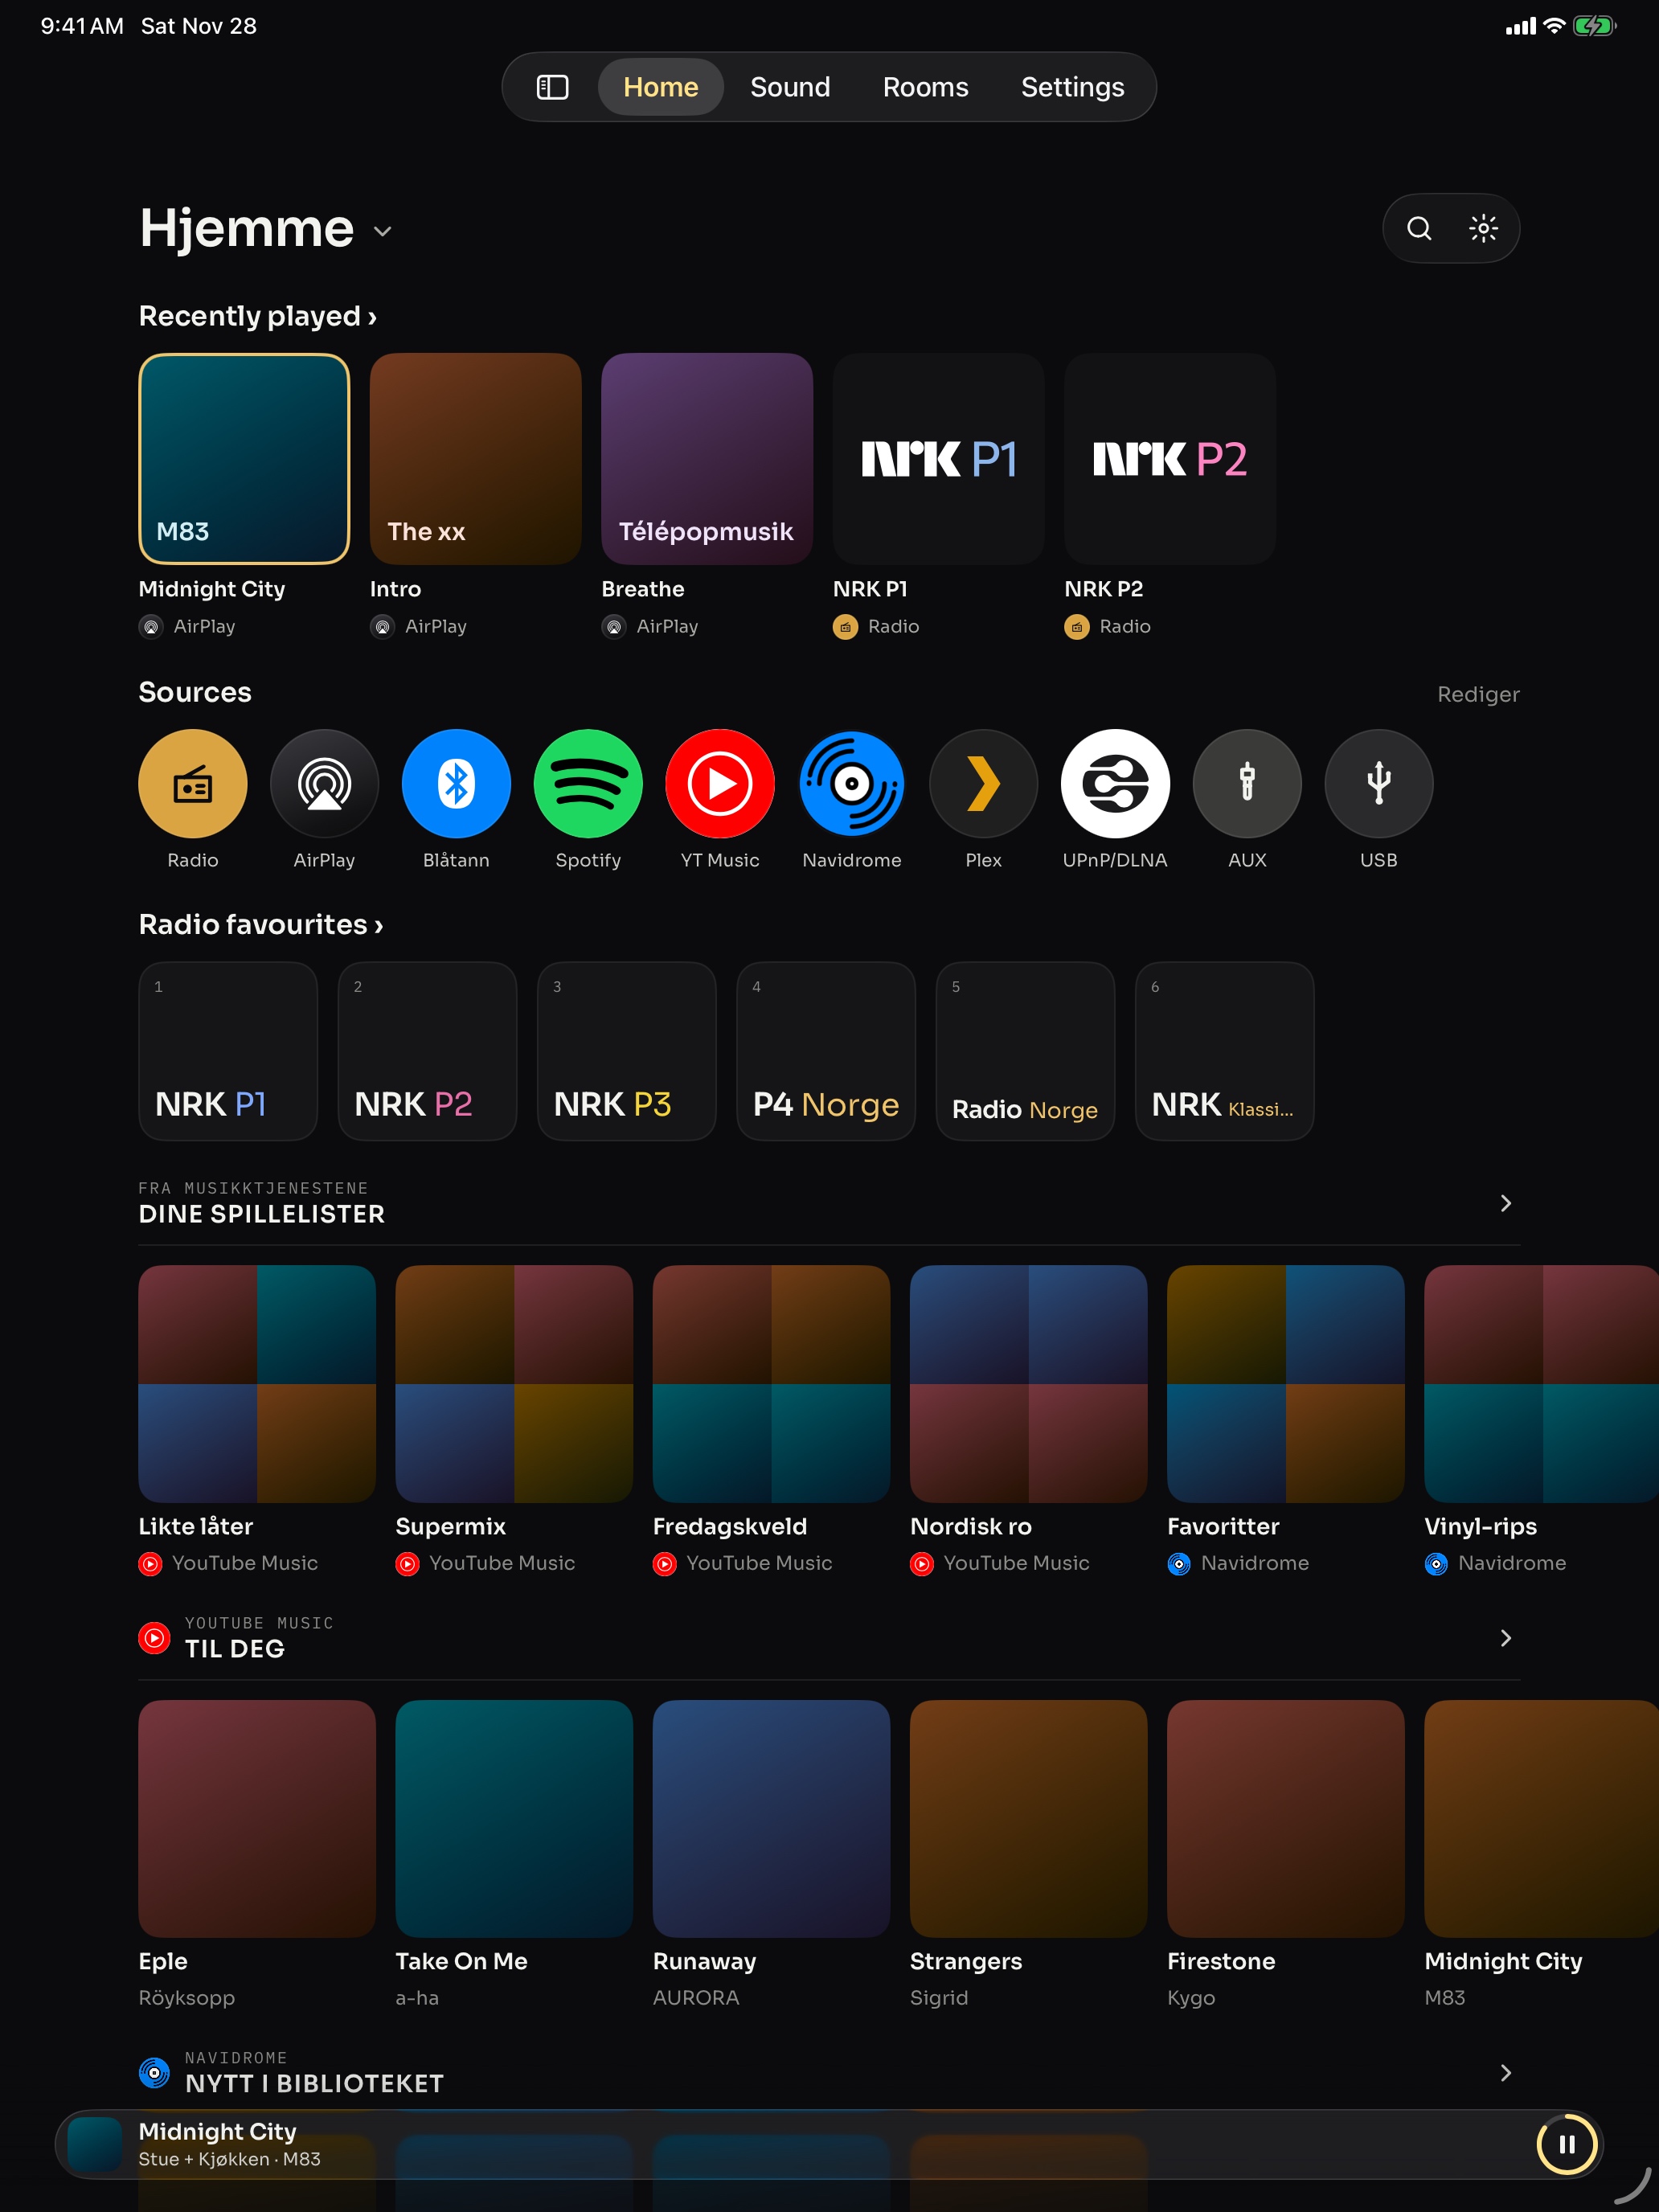 9:41 AM Sat Nov 28
Home Sound Rooms Settings
Hjemme
Recently played ›
M83 The xx Télépopmusik NRK P1 NRK P2
Midnight City Intro Breathe NRK P1 NRK P2
AirPlay AirPlay AirPlay Radio Radio
Sources Rediger
Radio AirPlay Blåtann Spotify YT Music Navidrome Plex UPnP/DLNA AUX USB
Radio favourites ›
1 2 3 4 5 6
NRK P1 NRK P2 NRK P3 P4 Norge Radio Norge NRK Klassi...
FRA MUSIKKTJENESTENE
DINE SPILLELISTER
Likte låter Supermix Fredagskveld Nordisk ro Favoritter Vinyl-rips
YouTube Music YouTube Music YouTube Music YouTube Music Navidrome Navidrome
YOUTUBE MUSIC
TIL DEG
Eple Take On Me Runaway Strangers Firestone Midnight City
Röyksopp a-ha AURORA Sigrid Kygo M83
NAVIDROME
NYTT I BIBLIOTEKET
Midnight City
Stue + Kjøkken · M83